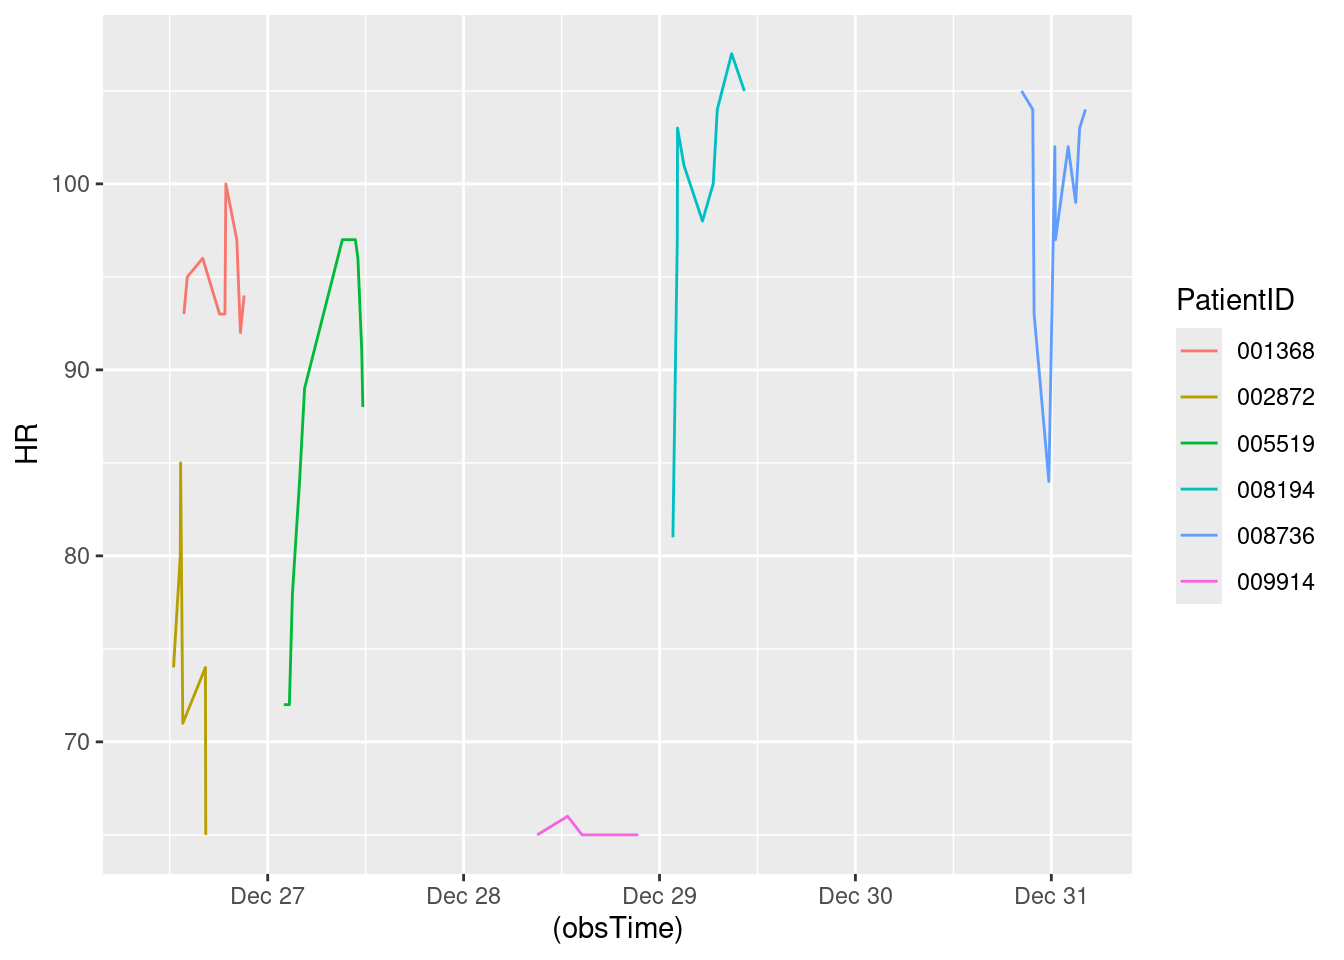 100
90
80
70
HR
Dec 27
Dec 28
Dec 29
Dec 30
Dec 31
(obsTime)
PatientID
001368
002872
005519
008194
008736
009914